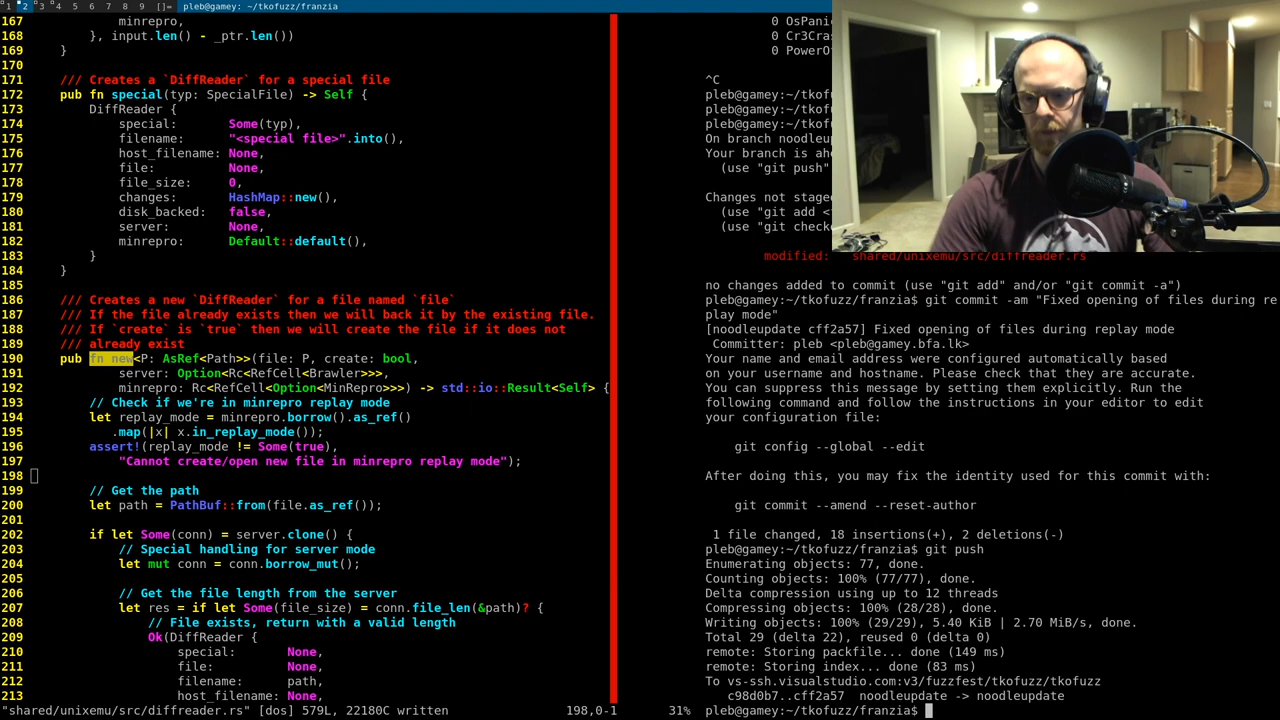 1 2 3 4 5 6 7 8 9 []= pleb@gamey: ~/tkofuzz/franzia
167 minrepro,
168 }, input.len() - _ptr.len())
169 }
170
171 /// Creates a `DiffReader` for a special file
172 pub fn special(typ: SpecialFile) -> Self {
173 DiffReader {
174 special: Some(typ),
175 filename: "<special file>".into(),
176 host_filename: None,
177 file: None,
178 file_size: 0,
179 changes: HashMap::new(),
180 disk_backed: false,
181 server: None,
182 minrepro: Default::default(),
183 }
184 }
185
186 /// Creates a new `DiffReader` for a file named `file`
187 /// If the file already exists then we will back it by the existing file.
188 /// If `create` is `true` then we will create the file if it does not
189 /// already exist
190 pub fn new<P: AsRef<Path>>(file: P, create: bool,
191 server: Option<Rc<RefCell<Brawler>>>,
192 minrepro: Rc<RefCell<Option<MinRepro>>>) -> std::io::Result<Self> {
193 // Check if we're in minrepro replay mode
194 let replay_mode = minrepro.borrow().as_ref()
195 .map(|x| x.in_replay_mode());
196 assert!(replay_mode != Some(true),
197 "Cannot create/open new file in minrepro replay mode");
198
199 // Get the path
200 let path = PathBuf::from(file.as_ref());
201
202 if let Some(conn) = server.clone() {
203 // Special handling for server mode
204 let mut conn = conn.borrow_mut();
205
206 // Get the file length from the server
207 let res = if let Some(file_size) = conn.file_len(&path)? {
208 // File exists, return with a valid length
209 Ok(DiffReader {
210 special: None,
211 file: None,
212 filename: path,
213 host_filename: None,
"shared/unixemu/src/diffreader.rs" [dos] 579L, 22180C written 198,0-1 31%
0 OsPani
0 Cr3Cras
0 PowerO
^C
pleb@gamey:~/tkofu
pleb@gamey:~/tkofu
pleb@gamey:~/tkofu
On branch noodleup
Your branch is ahe
(use "git push"
Changes not staged
(use "git add <
(use "git check
modified: shared/unixemu/src/diffreader.rs
no changes added to commit (use "git add" and/or "git commit -a")
pleb@gamey:~/tkofuzz/franzia$ git commit -am "Fixed opening of files during re
play mode"
[noodleupdate cff2a57] Fixed opening of files during replay mode
Committer: pleb <pleb@gamey.bfa.lk>
Your name and email address were configured automatically based
on your username and hostname. Please check that they are accurate.
You can suppress this message by setting them explicitly. Run the
following command and follow the instructions in your editor to edit
your configuration file:
git config --global --edit
After doing this, you may fix the identity used for this commit with:
git commit --amend --reset-author
1 file changed, 18 insertions(+), 2 deletions(-)
pleb@gamey:~/tkofuzz/franzia$ git push
Enumerating objects: 77, done.
Counting objects: 100% (77/77), done.
Delta compression using up to 12 threads
Compressing objects: 100% (28/28), done.
Writing objects: 100% (29/29), 5.40 KiB | 2.70 MiB/s, done.
Total 29 (delta 22), reused 0 (delta 0)
remote: Storing packfile... done (149 ms)
remote: Storing index... done (83 ms)
To vs-ssh.visualstudio.com:v3/fuzzfest/tkofuzz/tkofuzz
c98d0b7..cff2a57 noodleupdate -> noodleupdate
pleb@gamey:~/tkofuzz/franzia$